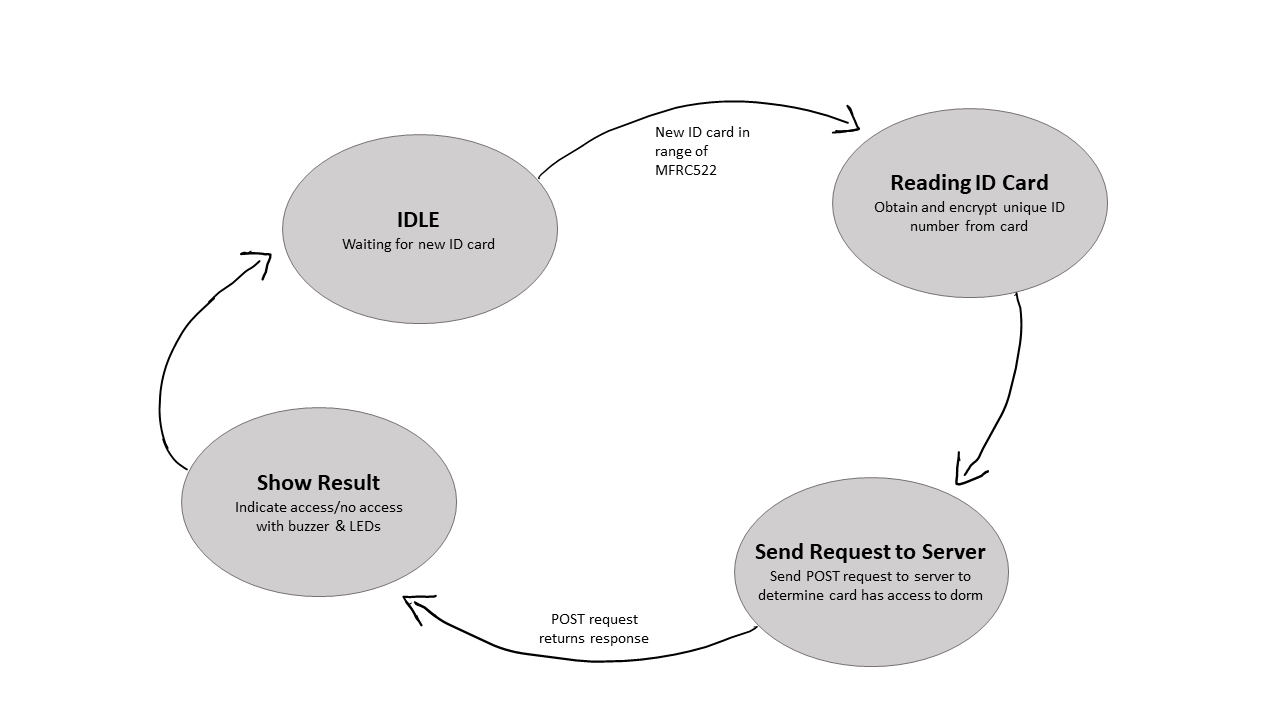 New ID card in
range of
MFRC522
Reading ID Card
Obtain and encrypt unique ID
number from card
IDLE
Waiting for new ID card
Show Result
Indicate access/no access
with buzzer & LEDs
Send Request to Server
Send POST request to server to
determine card has access to dorm
POST request
returns response